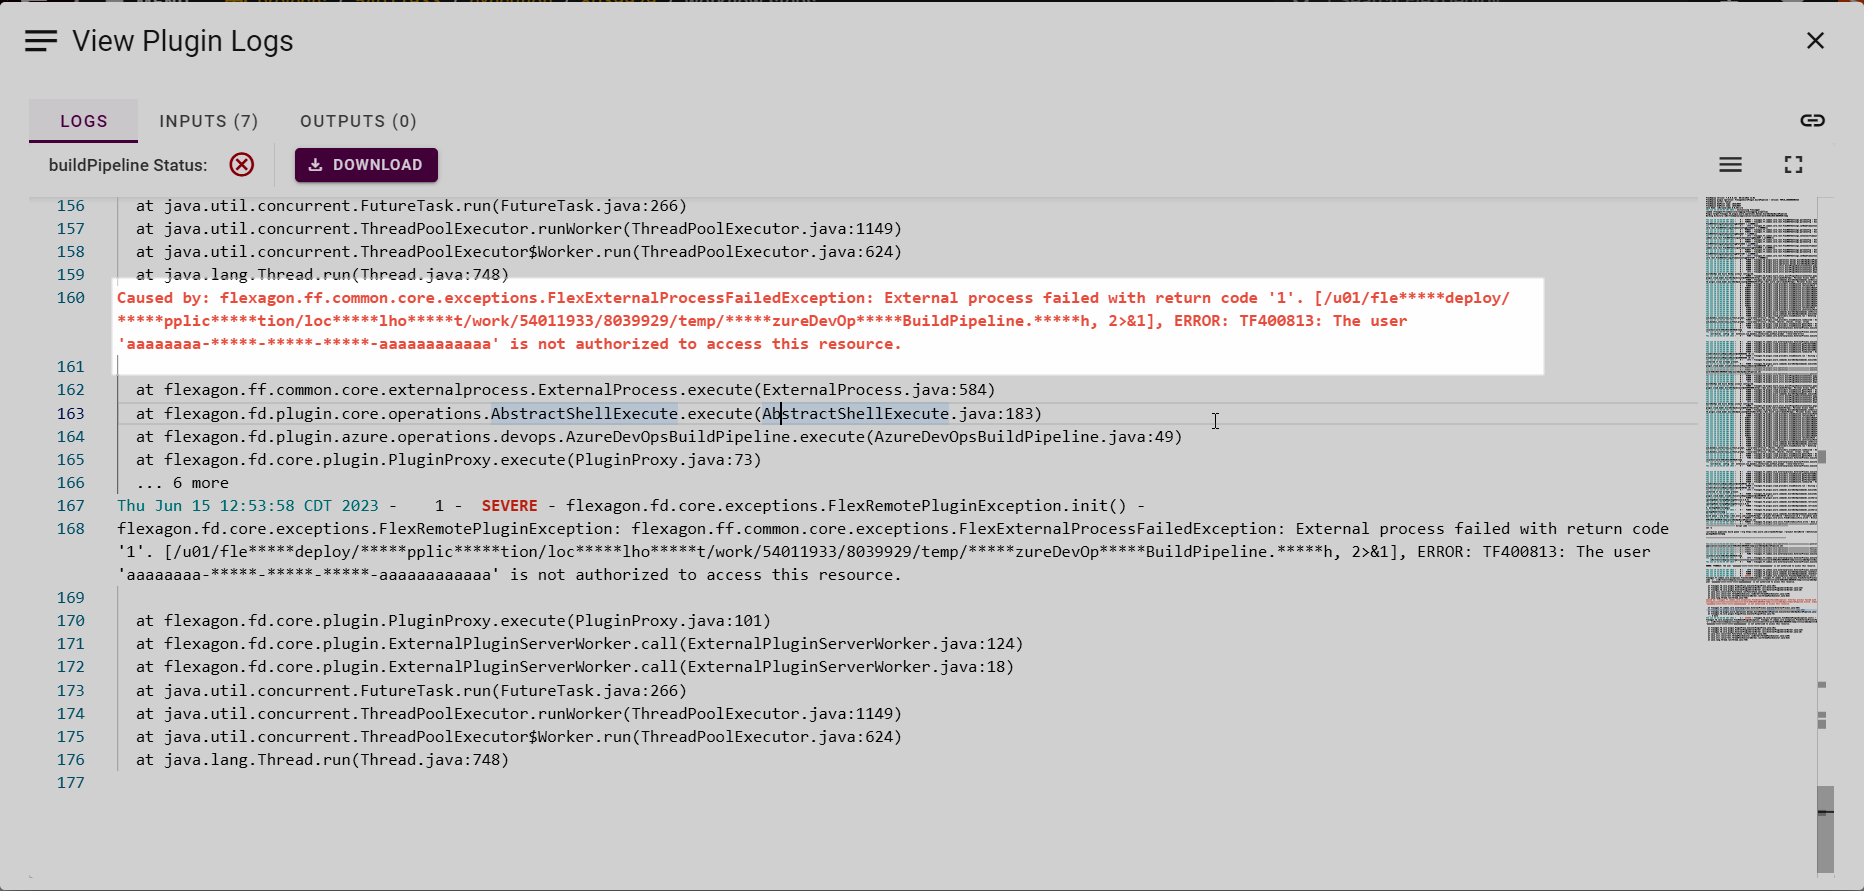 View Plugin Logs
LOGS
INPUTS (7)
OUTPUTS (0)
buildPipeline Status:
DOWNLOAD
156 at java.util.concurrent.FutureTask.run(FutureTask.java:266)
157 at java.util.concurrent.ThreadPoolExecutor.runWorker(ThreadPoolExecutor.java:1149)
158 at java.util.concurrent.ThreadPoolExecutor$Worker.run(ThreadPoolExecutor.java:624)
159 at java.lang.Thread.run(Thread.java:748)
160 Caused by: flexagon.ff.common.core.exceptions.FlexExternalProcessFailedException: External process failed with return code '1'. [/u01/fle*****deploy/
*****pplic*****tion/loc*****lho*****t/work/54011933/8039929/temp/*****zureDevOp*****BuildPipeline.*****h, 2>&1], ERROR: TF400813: The user
'aaaaaaaa-*****-*****-*****-aaaaaaaaaaaa' is not authorized to access this resource.
161
162 at flexagon.ff.common.core.externalprocess.ExternalProcess.execute(ExternalProcess.java:584)
163 at flexagon.fd.plugin.core.operations.AbstractShellExecute.execute(AbstractShellExecute.java:183)
164 at flexagon.fd.plugin.azure.operations.devops.AzureDevOpsBuildPipeline.execute(AzureDevOpsBuildPipeline.java:49)
165 at flexagon.fd.core.plugin.PluginProxy.execute(PluginProxy.java:73)
166 ... 6 more
167 Thu Jun 15 12:53:58 CDT 2023 - 1 - SEVERE - flexagon.fd.core.exceptions.FlexRemotePluginException.init() -
168 flexagon.fd.core.exceptions.FlexRemotePluginException: flexagon.ff.common.core.exceptions.FlexExternalProcessFailedException: External process failed with return code
'1'. [/u01/fle*****deploy/*****pplic*****tion/loc*****lho*****t/work/54011933/8039929/temp/*****zureDevOp*****BuildPipeline.*****h, 2>&1], ERROR: TF400813: The user
'aaaaaaaa-*****-*****-*****-aaaaaaaaaaaa' is not authorized to access this resource.
169
170 at flexagon.fd.core.plugin.PluginProxy.execute(PluginProxy.java:101)
171 at flexagon.fd.core.plugin.ExternalPluginServerWorker.call(ExternalPluginServerWorker.java:124)
172 at flexagon.fd.core.plugin.ExternalPluginServerWorker.call(ExternalPluginServerWorker.java:18)
173 at java.util.concurrent.FutureTask.run(FutureTask.java:266)
174 at java.util.concurrent.ThreadPoolExecutor.runWorker(ThreadPoolExecutor.java:1149)
175 at java.util.concurrent.ThreadPoolExecutor$Worker.run(ThreadPoolExecutor.java:624)
176 at java.lang.Thread.run(Thread.java:748)
177